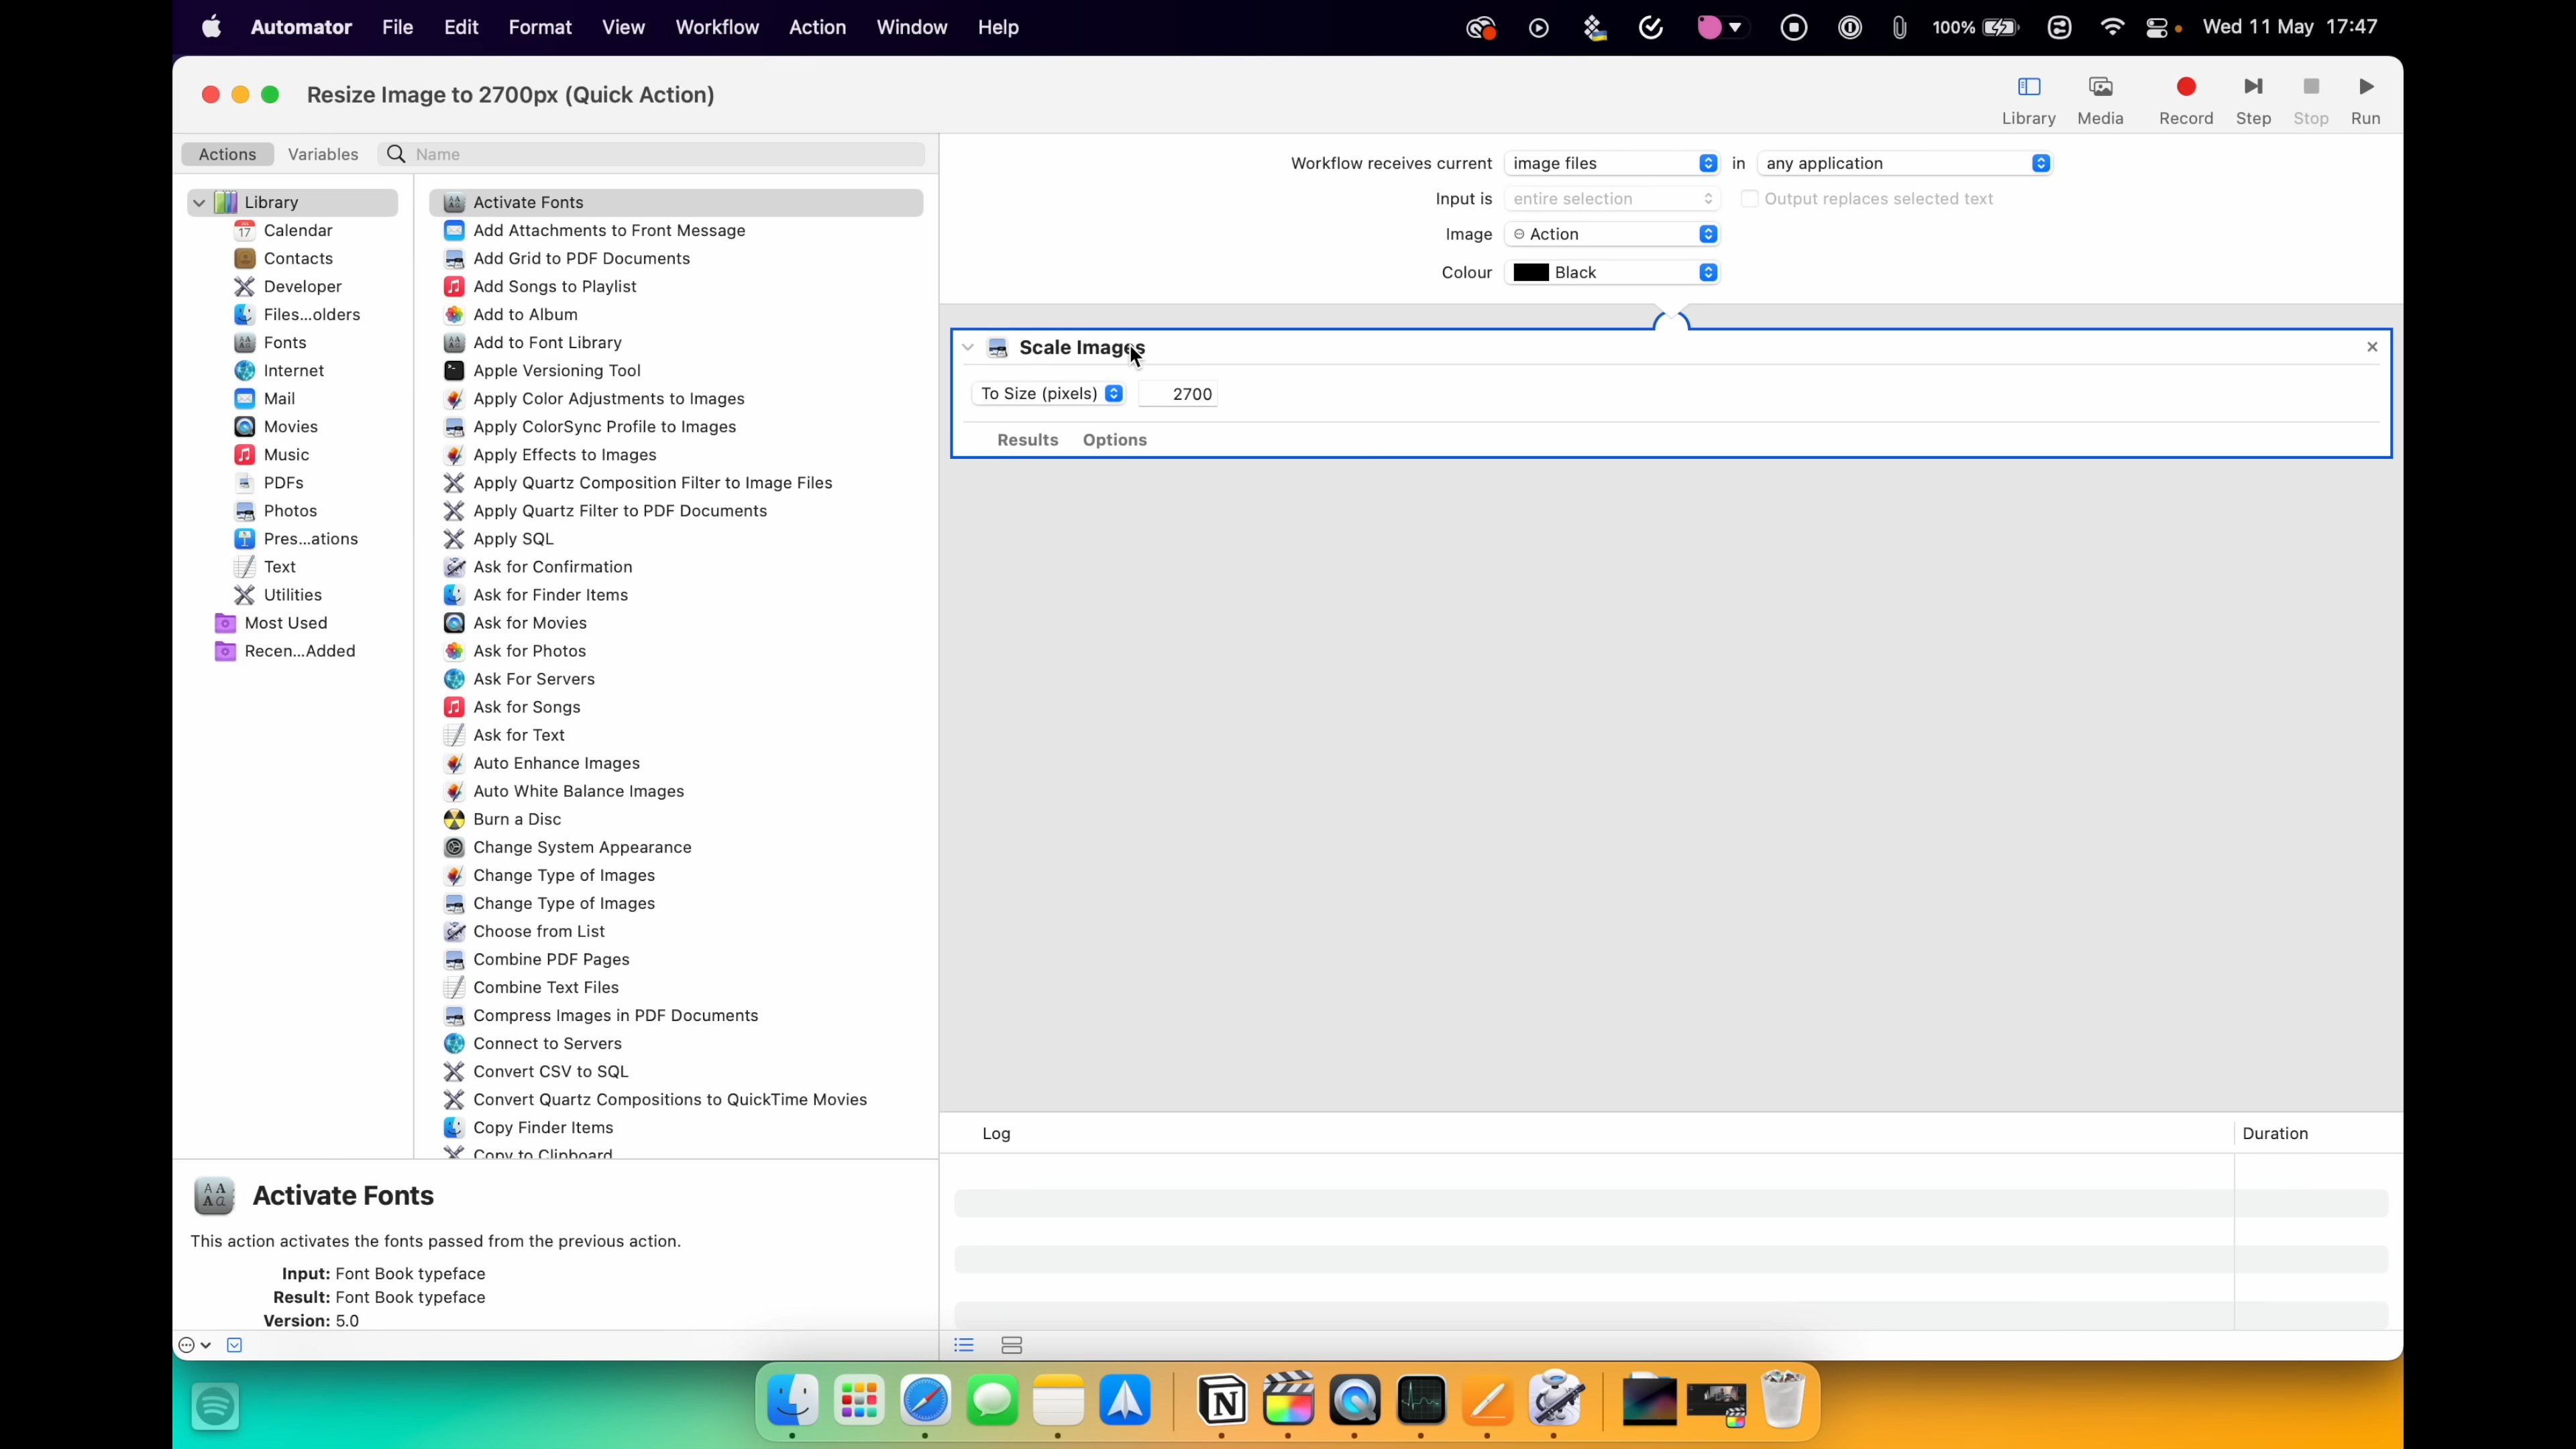 Automator File Edit Format View Workflow Action Window Help 100% Wed 11 May 17:47
Resize Image to 2700px (Quick Action)
Library Media Record Step Stop Run
Actions Variables Name
Library
Calendar
17
Contacts
Developer
Files...olders
Fonts
Internet
Mail
Movies
Music
PDFs
Photos
Pres...ations
Text
Utilities
Most Used
Recen...Added
Activate Fonts
Add Attachments to Front Message
Add Grid to PDF Documents
Add Songs to Playlist
Add to Album
Add to Font Library
Apple Versioning Tool
Apply Color Adjustments to Images
Apply ColorSync Profile to Images
Apply Effects to Images
Apply Quartz Composition Filter to Image Files
Apply Quartz Filter to PDF Documents
Apply SQL
Ask for Confirmation
Ask for Finder Items
Ask for Movies
Ask for Photos
Ask For Servers
Ask for Songs
Ask for Text
Auto Enhance Images
Auto White Balance Images
Burn a Disc
Change System Appearance
Change Type of Images
Change Type of Images
Choose from List
Combine PDF Pages
Combine Text Files
Compress Images in PDF Documents
Connect to Servers
Convert CSV to SQL
Convert Quartz Compositions to QuickTime Movies
Copy Finder Items
Copy to Clipboard
Activate Fonts
This action activates the fonts passed from the previous action.
Input: Font Book typeface
Result: Font Book typeface
Version: 5.0
Workflow receives current image files in any application
Input is entire selection Output replaces selected text
Image Action
Colour Black
Scale Images
To Size (pixels) 2700
Results Options
Log Duration